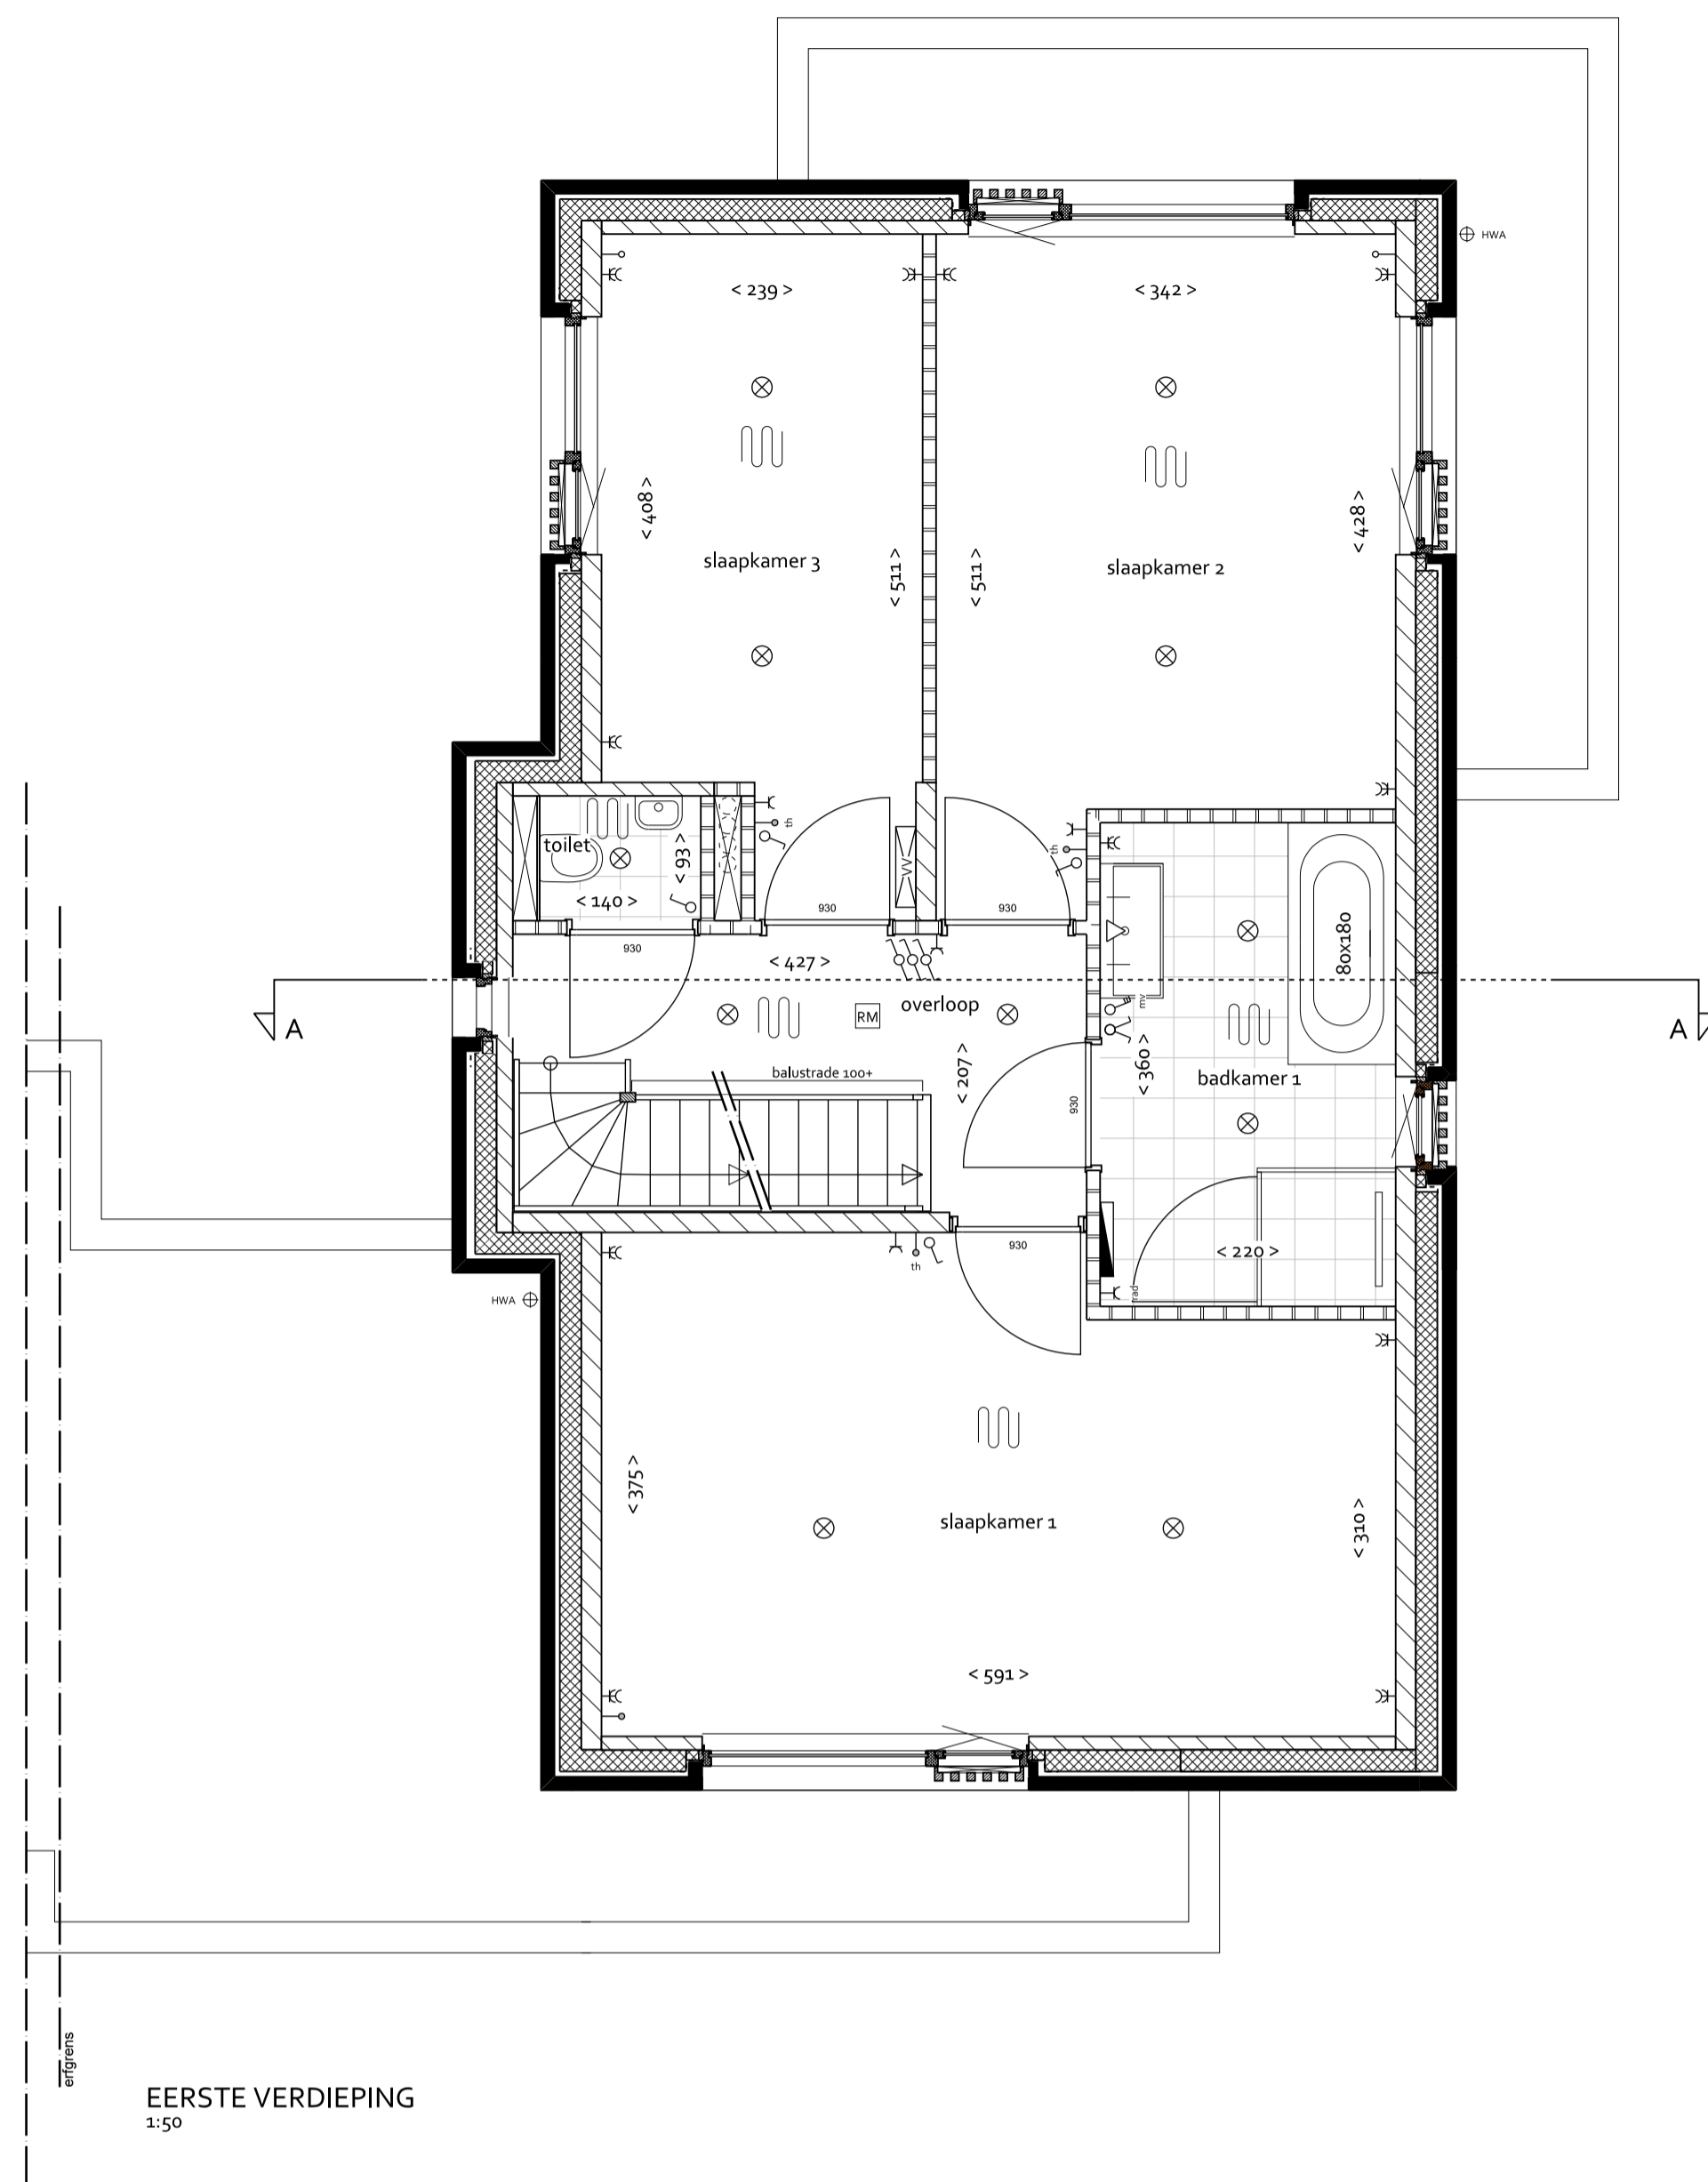 HWA
< 239 >
< 342 >
< 408 >
< 428 >
slaapkamer 3
< 511 >
< 511 >
slaapkamer 2
th
th
toilet
< 93 >
VV
< 140 >
930
930
930
80x180
< 427 >
mv
overloop
RM
A
A
< 207 >
< 360 >
balustrade 100+
badkamer 1
930
930
< 220 >
th
rad
HWA
< 375 >
slaapkamer 1
< 310 >
< 591 >
erfgrens
EERSTE VERDIEPING
1:50